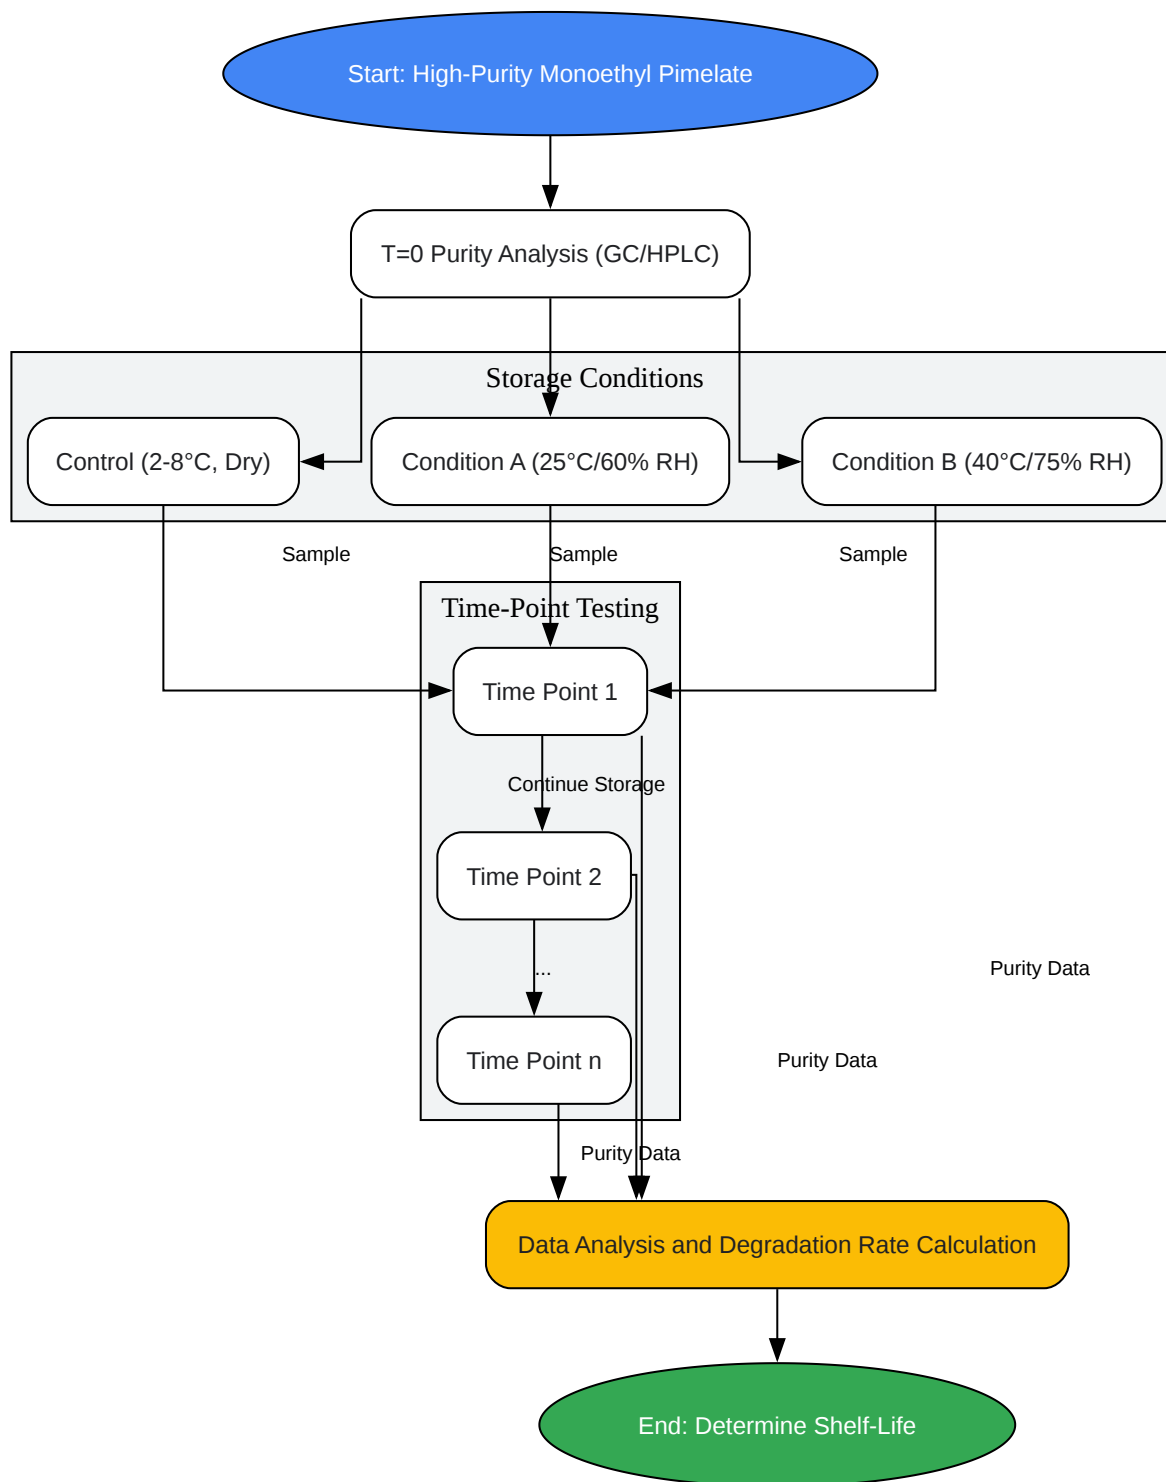 Start: High-Purity Monoethyl Pimelate
T=0 Purity Analysis (GC/HPLC)
Storage Conditions
Control (2-8°C, Dry)
Condition A (25°C/60% RH)
Condition B (40°C/75% RH)
Sample
Sample
Sample
Time-Point Testing
Time Point 1
Continue Storage
Time Point 2
...
Purity Data
Time Point n
Purity Data
Purity Data
Data Analysis and Degradation Rate Calculation
End: Determine Shelf-Life